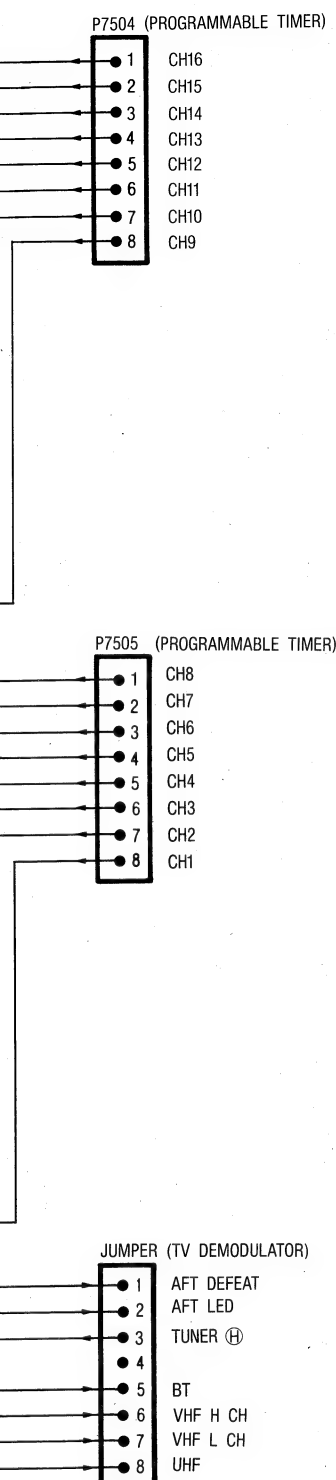 P7504 (PROGRAMMABLE TIMER)
1 CH16
2 CH15
3 CH14
4 CH13
5 CH12
6 CH11
7 CH10
8 CH9
P7505 (PROGRAMMABLE TIMER)
1 CH8
2 CH7
3 CH6
4 CH5
5 CH4
6 CH3
7 CH2
8 CH1
JUMPER (TV DEMODULATOR)
1 AFT DEFEAT
2 AFT LED
3 TUNER Ⓗ
4
5 BT
6 VHF H CH
7 VHF L CH
8 UHF